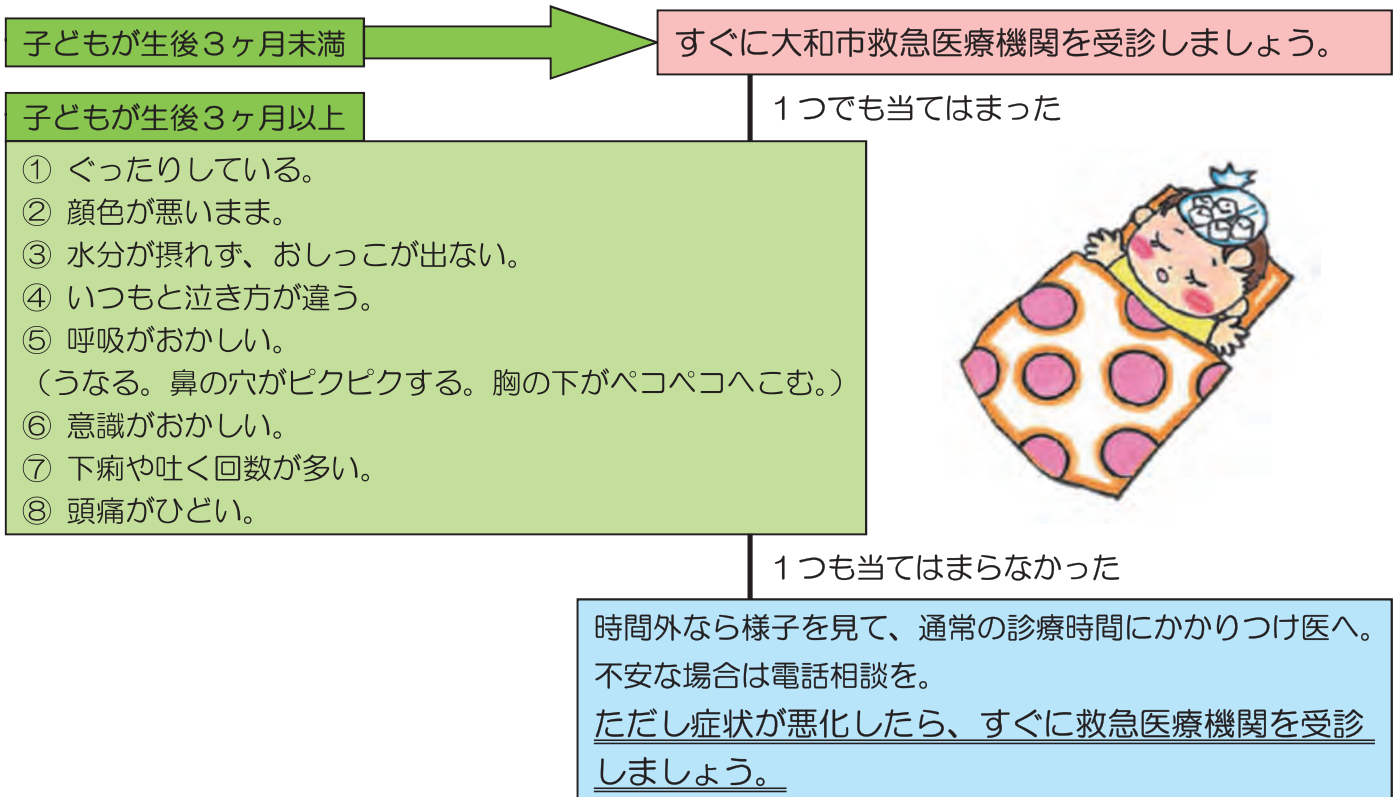 子どもが生後３ヶ月未満
すぐに大和市救急医療機関を受診しましょう。
子どもが生後３ヶ月以上
１つでも当てはまった
① ぐったりしている。
② 顔色が悪いまま。
③ 水分が摂れず、おしっこが出ない。
④ いつもと泣き方が違う。
⑤ 呼吸がおかしい。
（うなる。鼻の穴がピクピクする。胸の下がペコペコへこむ。）
⑥ 意識がおかしい。
⑦ 下痢や吐く回数が多い。
⑧ 頭痛がひどい。
１つも当てはまらなかった
時間外なら様子を見て、通常の診療時間にかかりつけ医へ。
不安な場合は電話相談を。
ただし症状が悪化したら、すぐに救急医療機関を受診
しましょう。